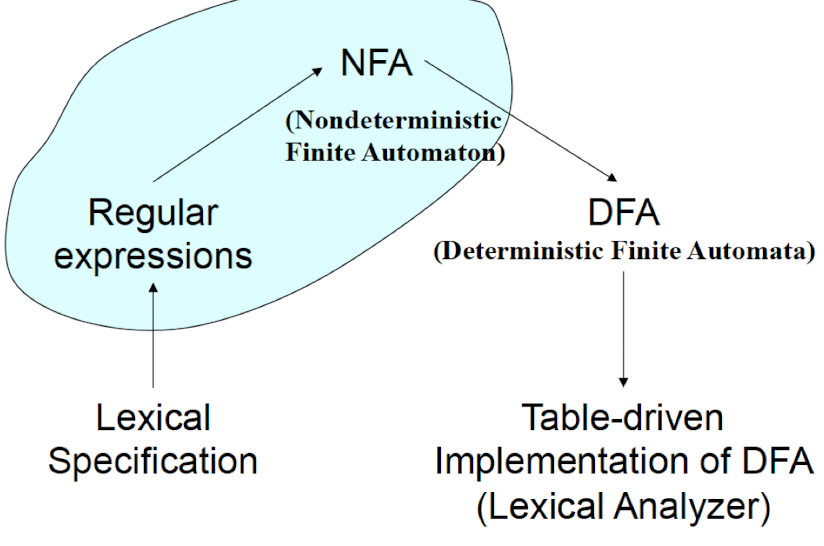 NFA
(Nondeterministic
Finite Automaton)
Regular
expressions
DFA
(Deterministic Finite Automata)
Lexical
Specification
Table-driven
Implementation of DFA
(Lexical Analyzer)